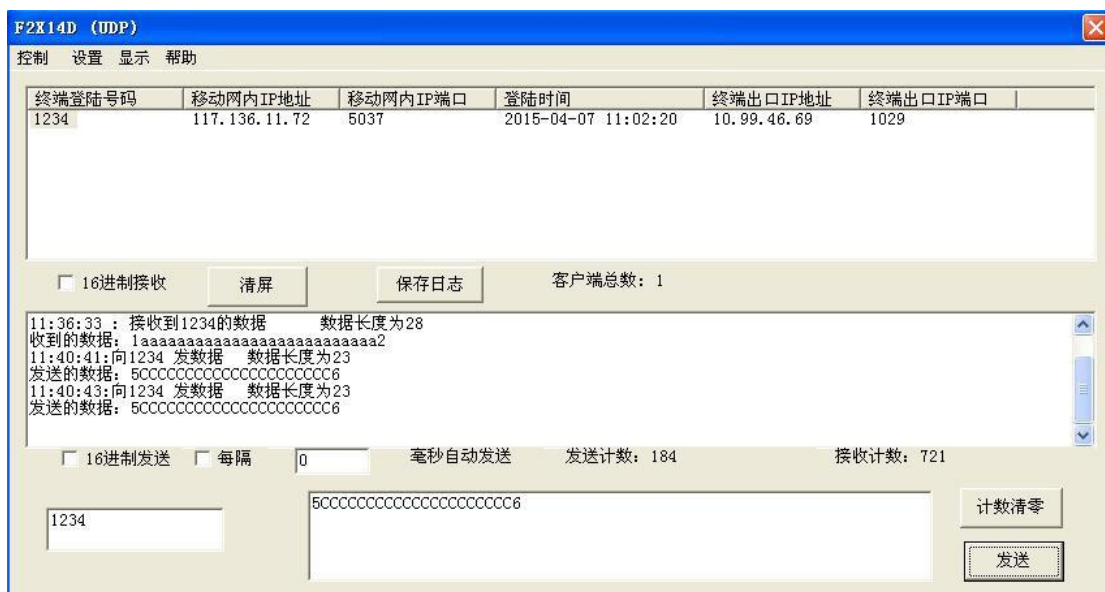 F2X14D (UDP)
控制 设置 显示 帮助
终端登陆号码 移动网内IP地址 移动网内IP端口 登陆时间 终端出口IP地址 终端出口IP端口
1234 117.136.11.72 5037 2015-04-07 11:02:20 10.99.46.69 1029
16进制接收 清屏 保存日志 客户端总数: 1
11:36:33 : 接收到1234的数据 数据长度为28
收到的数据: 1aaaaaaaaaaaaaaaaaaaaaaaaaa2
11:40:41:向1234 发数据 数据长度为23
发送的数据: 5CCCCCCCCCCCCCCCCCCCCC6
11:40:43:向1234 发数据 数据长度为23
发送的数据: 5CCCCCCCCCCCCCCCCCCCCC6
16进制发送 每隔 0 毫秒自动发送 发送计数: 184 接收计数: 721
1234
5CCCCCCCCCCCCCCCCCCCCC6
计数清零
发送